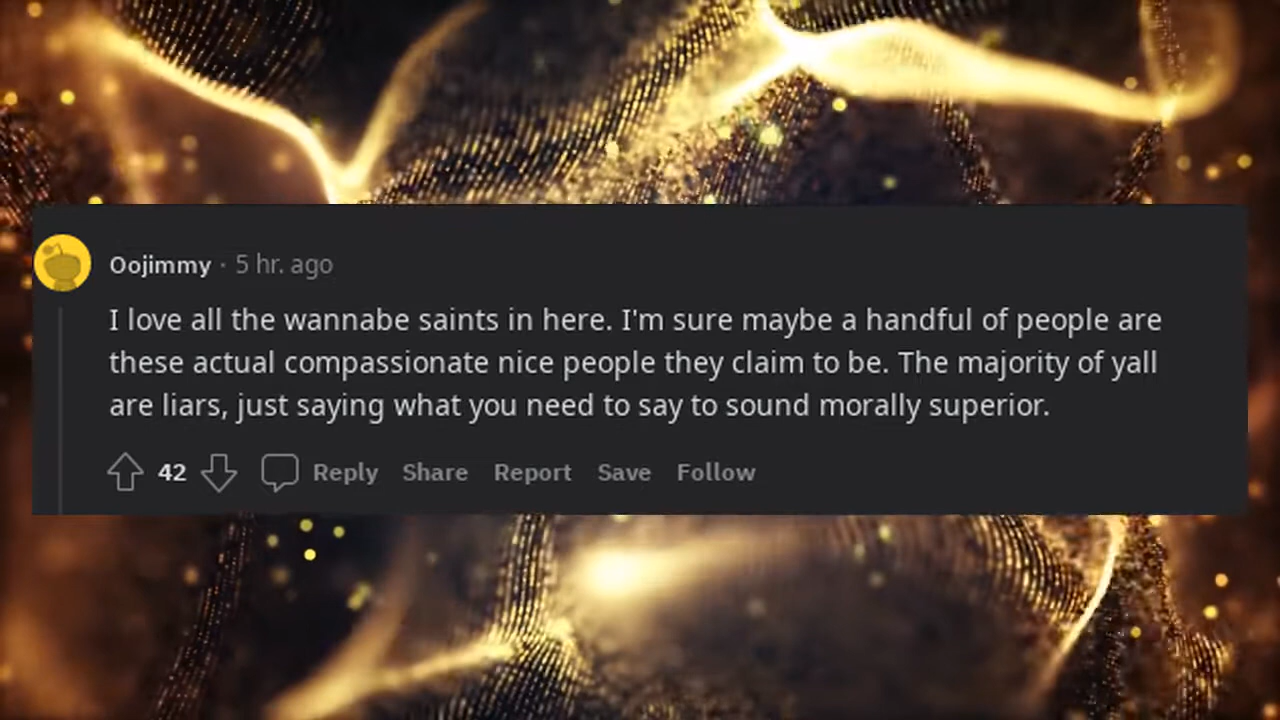 Oojimmy · 5 hr. ago
I love all the wannabe saints in here. I'm sure maybe a handful of people are
these actual compassionate nice people they claim to be. The majority of yall
are liars, just saying what you need to say to sound morally superior.
42 Reply Share Report Save Follow